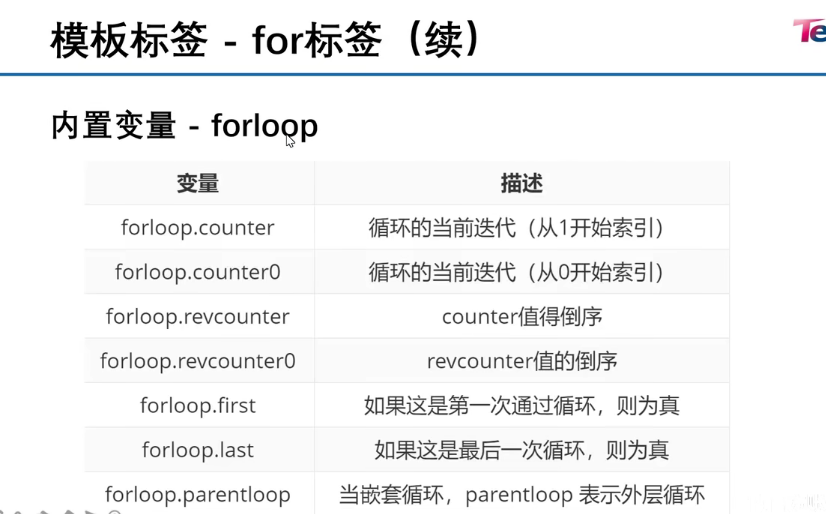 模板标签 - for标签（续）
Te
内置变量 - forloop
变量 描述
forloop.counter 循环的当前迭代（从1开始索引）
forloop.counter0 循环的当前迭代（从0开始索引）
forloop.revcounter counter值得倒序
forloop.revcounter0 revcounter值的倒序
forloop.first 如果这是第一次通过循环，则为真
forloop.last 如果这是最后一次循环，则为真
forloop.parentloop 当嵌套循环，parentloop 表示外层循环